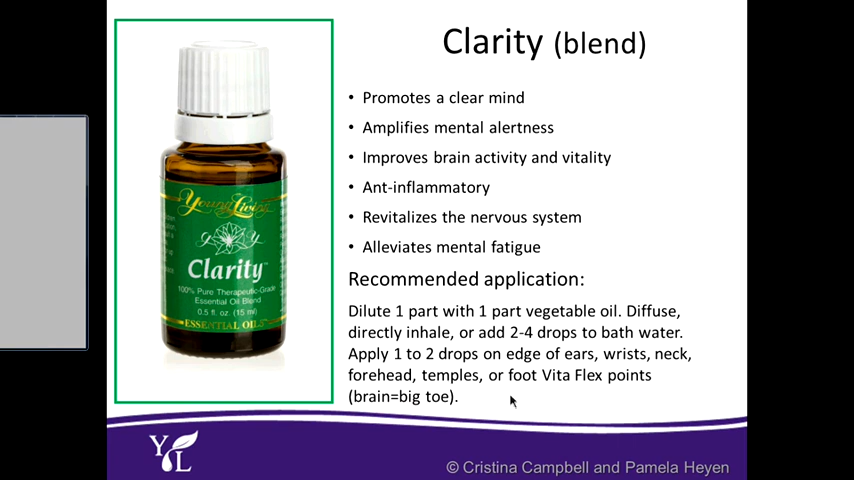 Clarity (blend)
• Promotes a clear mind
• Amplifies mental alertness
• Improves brain activity and vitality
• Ant-inflammatory
• Revitalizes the nervous system
• Alleviates mental fatigue
Recommended application:
Dilute 1 part with 1 part vegetable oil. Diffuse,
directly inhale, or add 2-4 drops to bath water.
Apply 1 to 2 drops on edge of ears, wrists, neck,
forehead, temples, or foot Vita Flex points
(brain=big toe).
Young Living
Clarity™
100% Pure Therapeutic-Grade
Essential Oil Blend
0.5 fl. oz. (15 ml)
ESSENTIAL OILS
Y L
© Cristina Campbell and Pamela Heyen